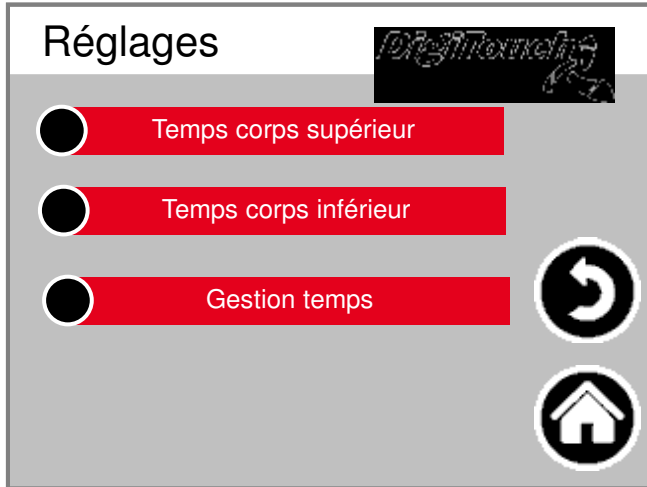 Réglages
DigiTouch
Temps corps supérieur
Temps corps inférieur
Gestion temps